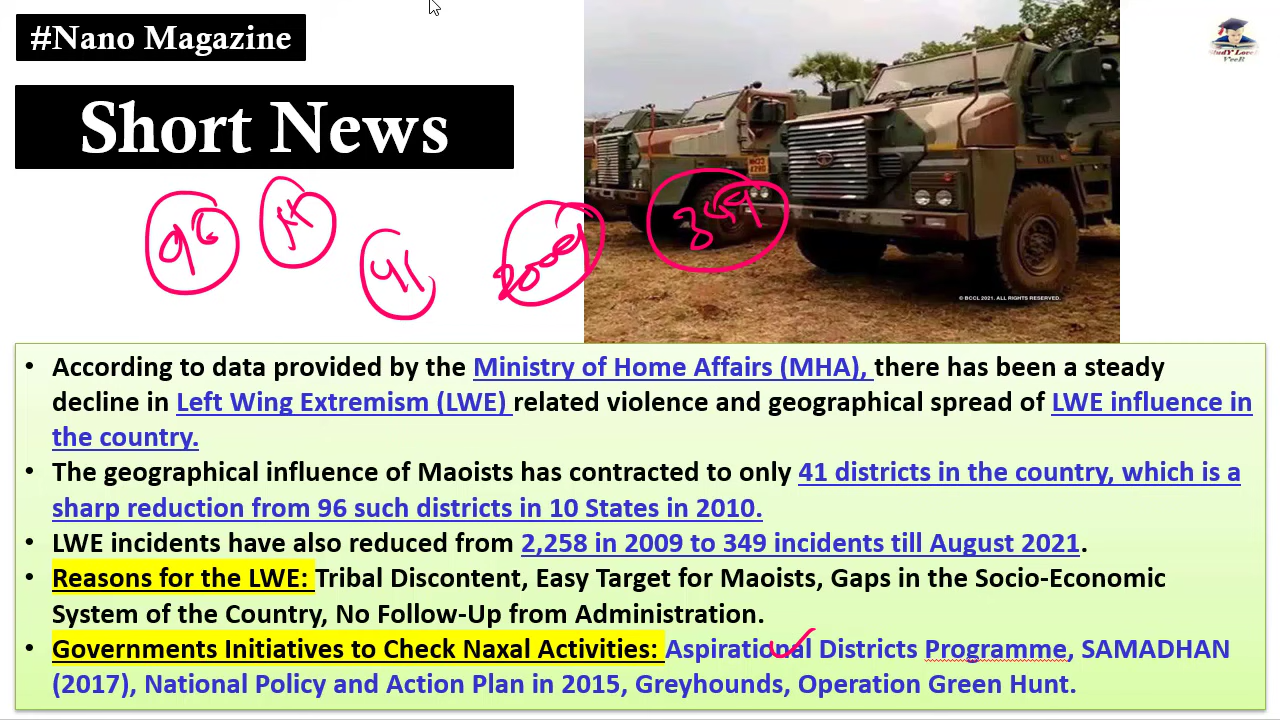 #Nano Magazine
Short News
96
41
2009
349
© BCCL 2021. ALL RIGHTS RESERVED.
• According to data provided by the Ministry of Home Affairs (MHA), there has been a steady
decline in Left Wing Extremism (LWE) related violence and geographical spread of LWE influence in
the country.
• The geographical influence of Maoists has contracted to only 41 districts in the country, which is a
sharp reduction from 96 such districts in 10 States in 2010.
• LWE incidents have also reduced from 2,258 in 2009 to 349 incidents till August 2021.
• Reasons for the LWE: Tribal Discontent, Easy Target for Maoists, Gaps in the Socio-Economic
System of the Country, No Follow-Up from Administration.
• Governments Initiatives to Check Naxal Activities: Aspirational Districts Programme, SAMADHAN
(2017), National Policy and Action Plan in 2015, Greyhounds, Operation Green Hunt.